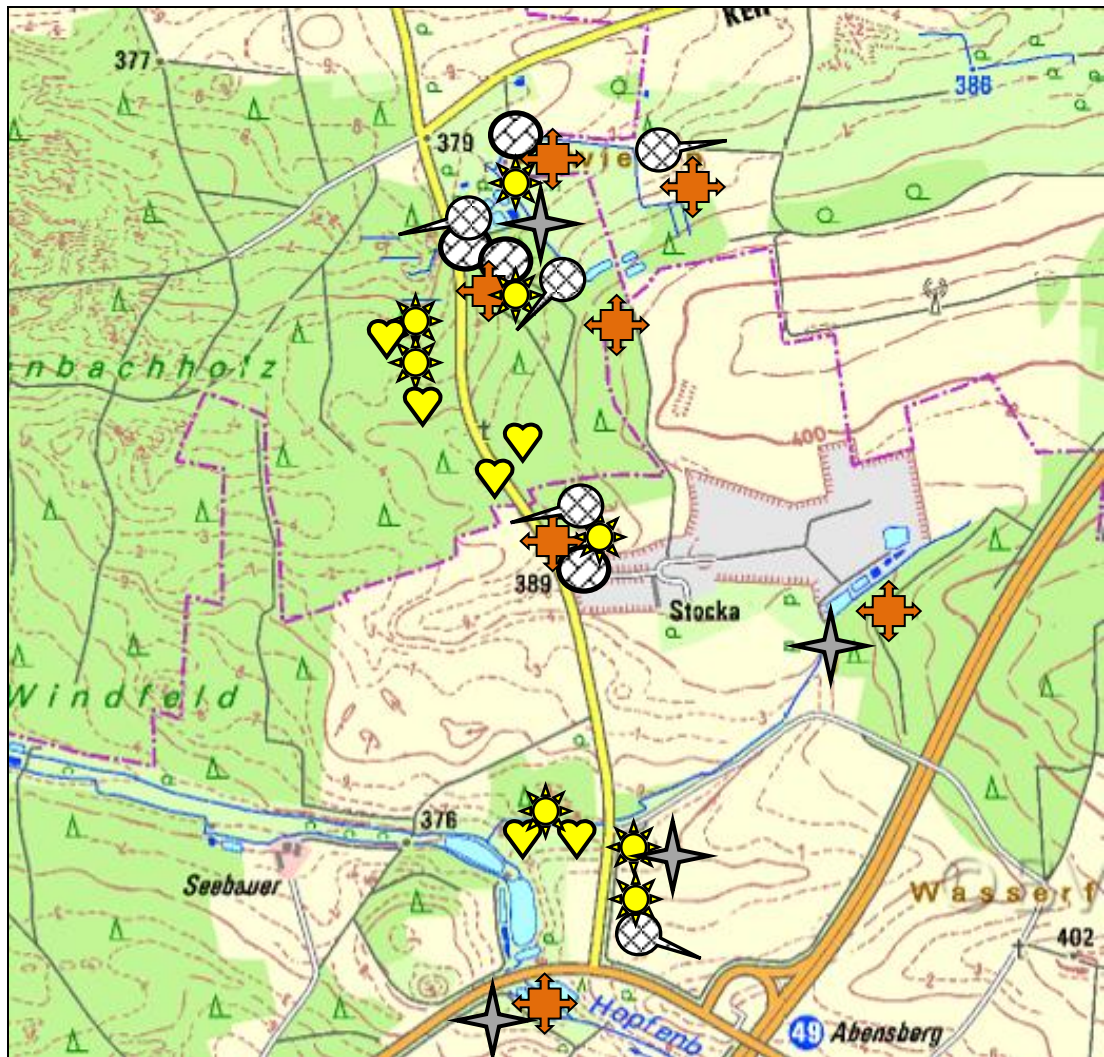 377
379
386
nbachholz
400
389
Stocka
Windfeld
376
Seebauer
Wasserf
402
Hopfenb
49 Abensberg